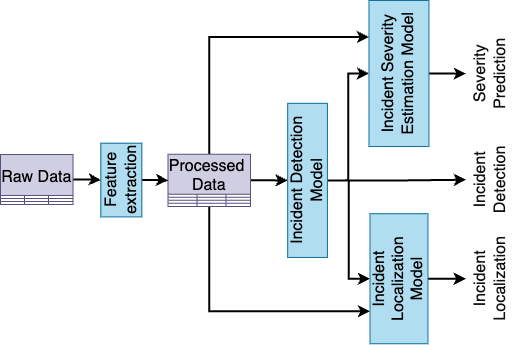 Raw Data
Feature
extraction
Processed
Data
Incident Detection
Model
Incident Severity
Estimation Model
Incident
Localization
Model
Severity
Prediction
Incident
Detection
Incident
Localization